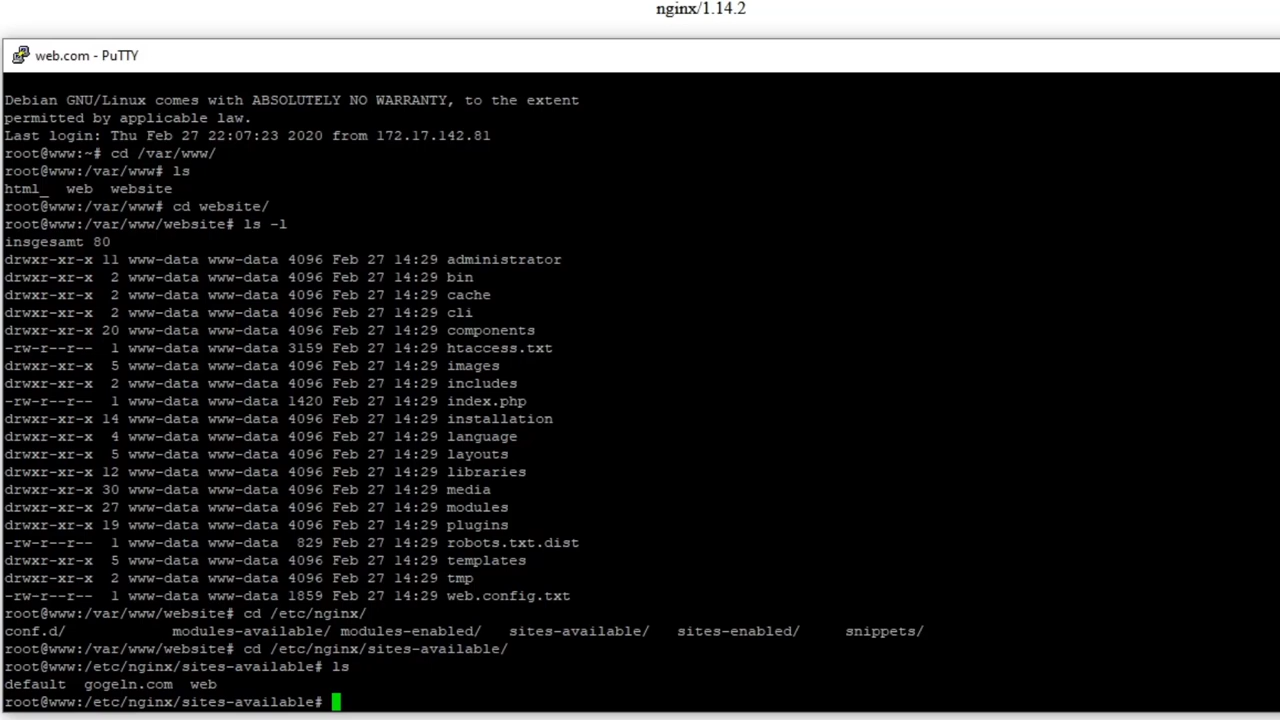 nginx/1.14.2
web.com - PuTTY
Debian GNU/Linux comes with ABSOLUTELY NO WARRANTY, to the extent
permitted by applicable law.
Last login: Thu Feb 27 22:07:23 2020 from 172.17.142.81
root@www:~# cd /var/www/
root@www:/var/www# ls
html_  web  website
root@www:/var/www# cd website/
root@www:/var/www/website# ls -l
insgesamt 80
drwxr-xr-x 11 www-data www-data 4096 Feb 27 14:29 administrator
drwxr-xr-x  2 www-data www-data 4096 Feb 27 14:29 bin
drwxr-xr-x  2 www-data www-data 4096 Feb 27 14:29 cache
drwxr-xr-x  2 www-data www-data 4096 Feb 27 14:29 cli
drwxr-xr-x 20 www-data www-data 4096 Feb 27 14:29 components
-rw-r--r--  1 www-data www-data 3159 Feb 27 14:29 htaccess.txt
drwxr-xr-x  5 www-data www-data 4096 Feb 27 14:29 images
drwxr-xr-x  2 www-data www-data 4096 Feb 27 14:29 includes
-rw-r--r--  1 www-data www-data 1420 Feb 27 14:29 index.php
drwxr-xr-x 14 www-data www-data 4096 Feb 27 14:29 installation
drwxr-xr-x  4 www-data www-data 4096 Feb 27 14:29 language
drwxr-xr-x  5 www-data www-data 4096 Feb 27 14:29 layouts
drwxr-xr-x 12 www-data www-data 4096 Feb 27 14:29 libraries
drwxr-xr-x 30 www-data www-data 4096 Feb 27 14:29 media
drwxr-xr-x 27 www-data www-data 4096 Feb 27 14:29 modules
drwxr-xr-x 19 www-data www-data 4096 Feb 27 14:29 plugins
-rw-r--r--  1 www-data www-data  829 Feb 27 14:29 robots.txt.dist
drwxr-xr-x  5 www-data www-data 4096 Feb 27 14:29 templates
drwxr-xr-x  2 www-data www-data 4096 Feb 27 14:29 tmp
-rw-r--r--  1 www-data www-data 1859 Feb 27 14:29 web.config.txt
root@www:/var/www/website# cd /etc/nginx/
conf.d/            modules-available/ modules-enabled/   sites-available/   sites-enabled/     snippets/
root@www:/var/www/website# cd /etc/nginx/sites-available/
root@www:/etc/nginx/sites-available# ls
default  gogeln.com  web
root@www:/etc/nginx/sites-available#